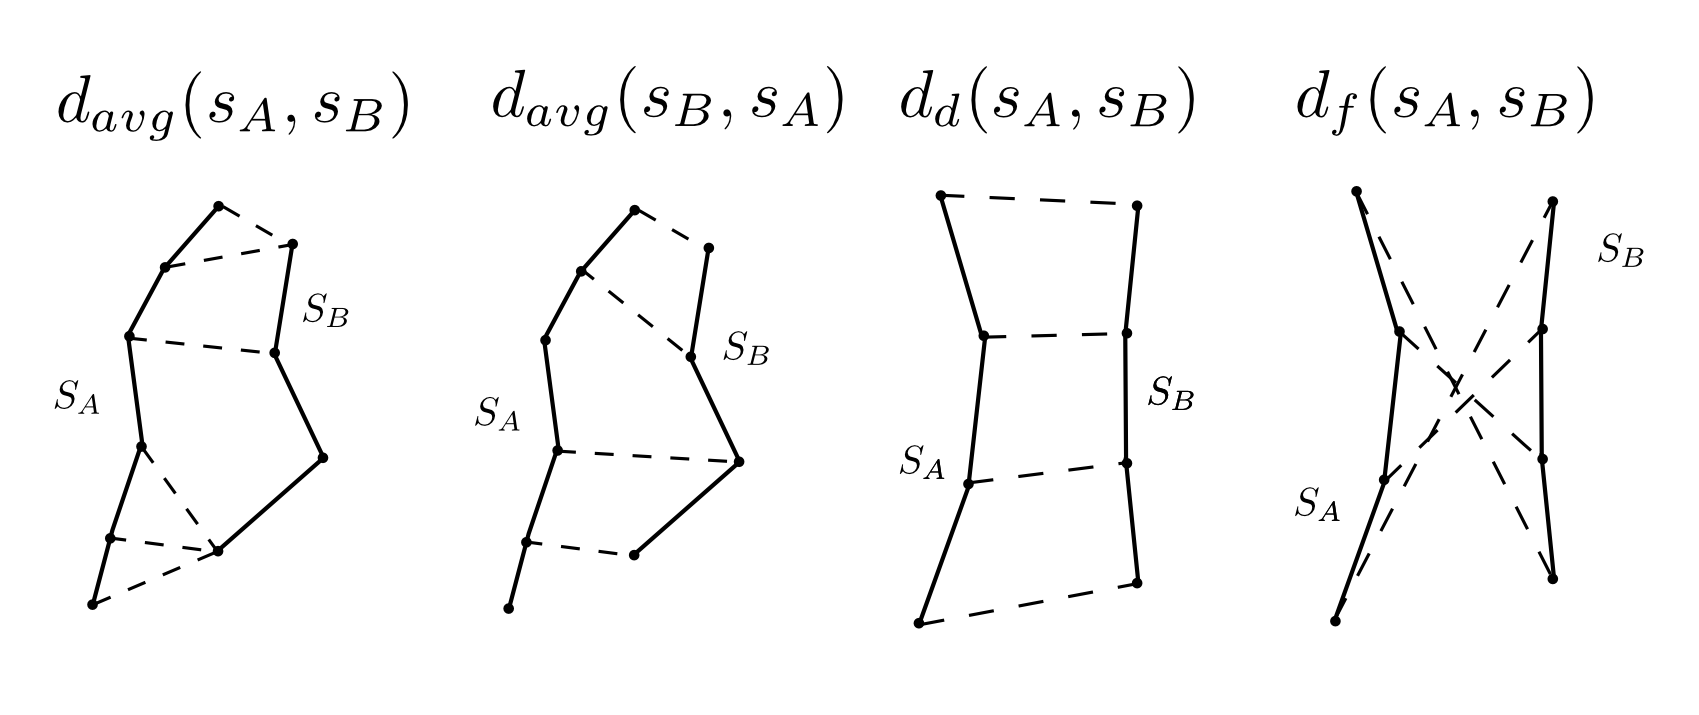 d_{avg}(s_A, s_B) d_{avg}(s_B, s_A) d_d(s_A, s_B) d_f(s_A, s_B)
S_B
S_B
S_B
S_A
S_B
S_A
S_A
S_A